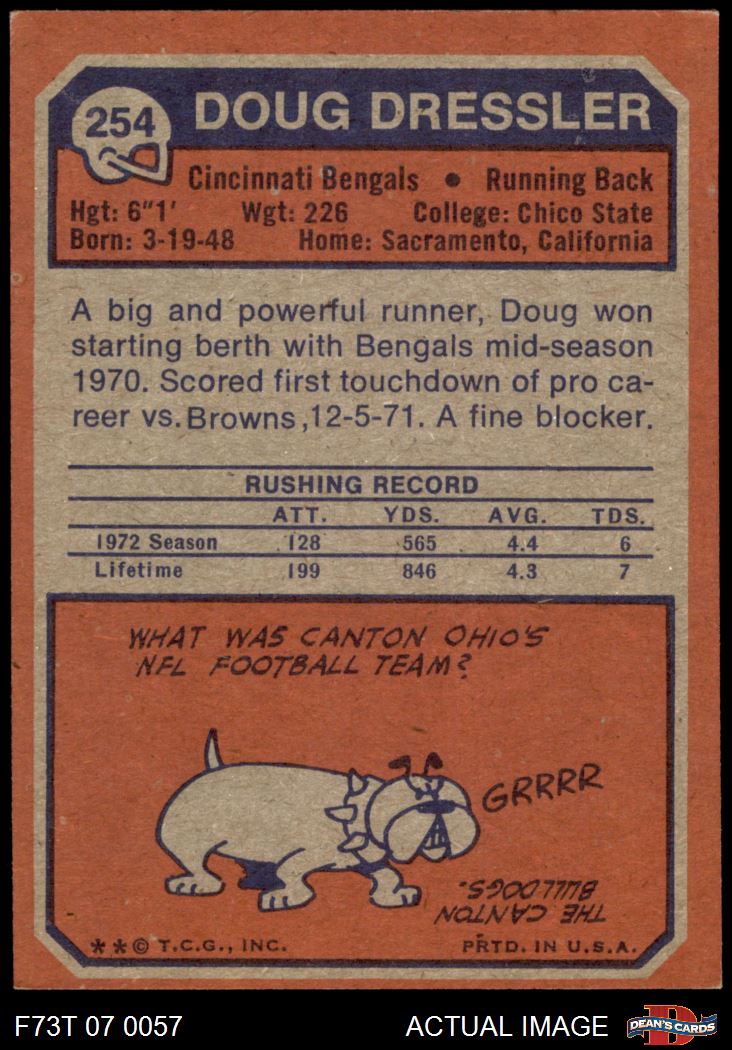 254
DOUG DRESSLER
Cincinnati Bengals • Running Back
Hgt: 6"1' Wgt: 226 College: Chico State
Born: 3-19-48 Home: Sacramento, California
A big and powerful runner, Doug won
starting berth with Bengals mid-season
1970. Scored first touchdown of pro ca-
reer vs. Browns, 12-5-71. A fine blocker.
RUSHING RECORD
ATT. YDS. AVG. TDS.
1972 Season 128 565 4.4 6
Lifetime 199 846 4.3 7
WHAT WAS CANTON OHIO'S
NFL FOOTBALL TEAM?
GRRRR
THE CANTON
BULLDOGS.
**© T.C.G., INC. PRTD. IN U.S.A.
F73T 07 0057 ACTUAL IMAGE D DEAN'S CARDS